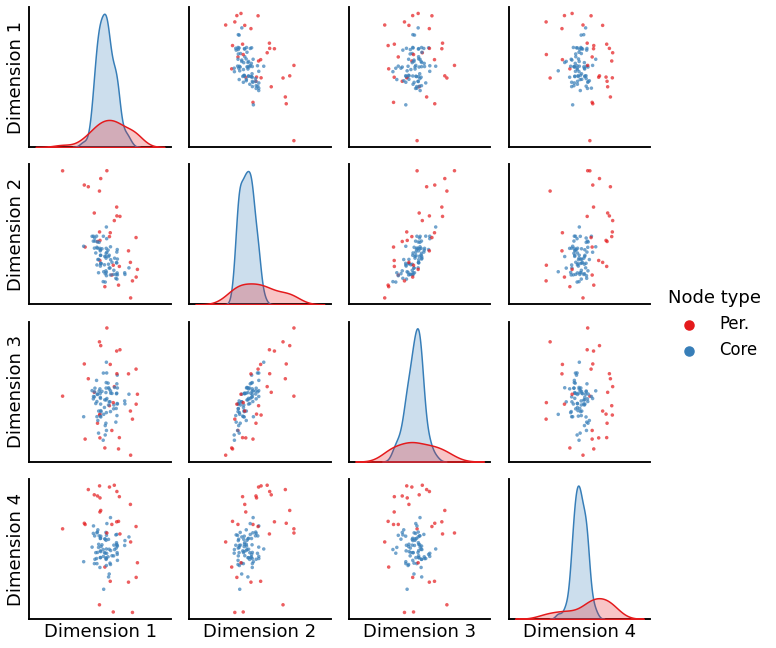 Dimension 1
Dimension 2
Dimension 3
Dimension 4
Node type
Per.
Core
Dimension 1
Dimension 2
Dimension 3
Dimension 4